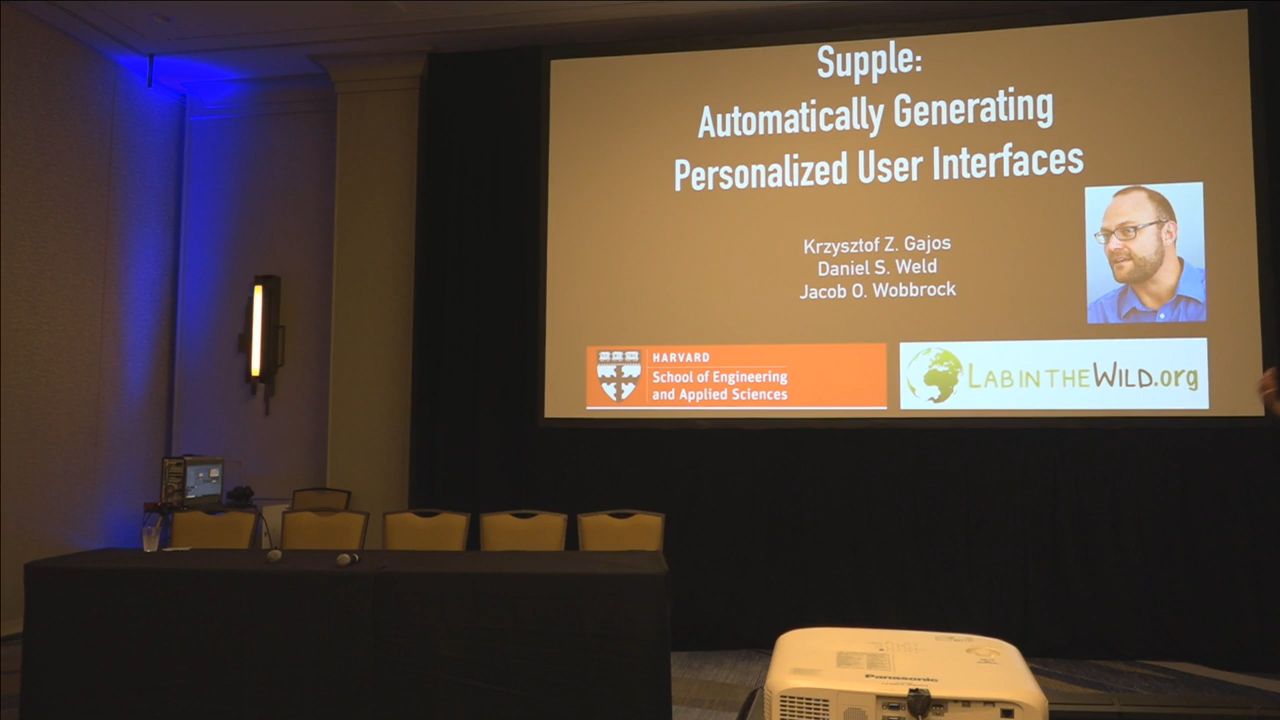 Supple:
Automatically Generating
Personalized User Interfaces
Krzysztof Z. Gajos
Daniel S. Weld
Jacob O. Wobbrock
HARVARD
School of Engineering
and Applied Sciences
LABINTHEWILD.org
Panasonic